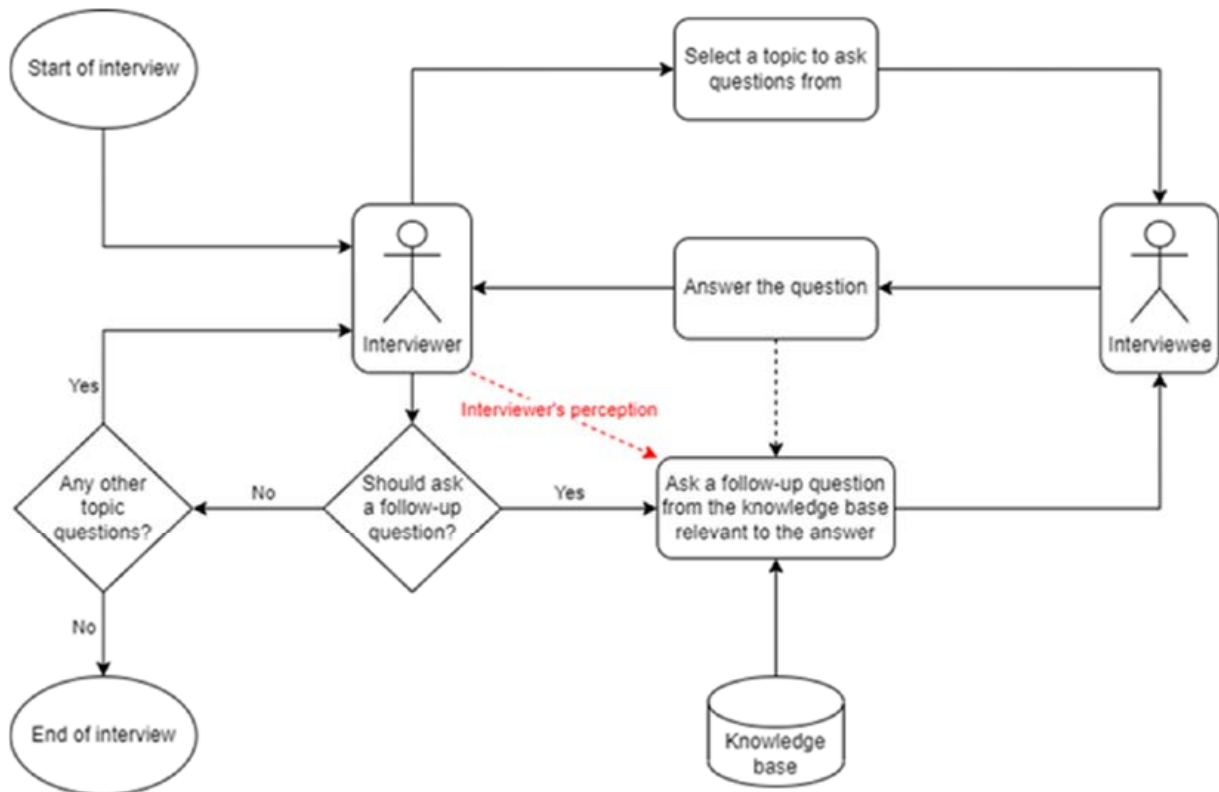 Start of interview
Select a topic to ask
questions from
Interviewer
Answer the question
Interviewee
Yes
Interviewer's perception
Any other
topic
questions?
No
Should ask
a follow-up
question?
Yes
Ask a follow-up question
from the knowledge base
relevant to the answer
No
End of interview
Knowledge
base